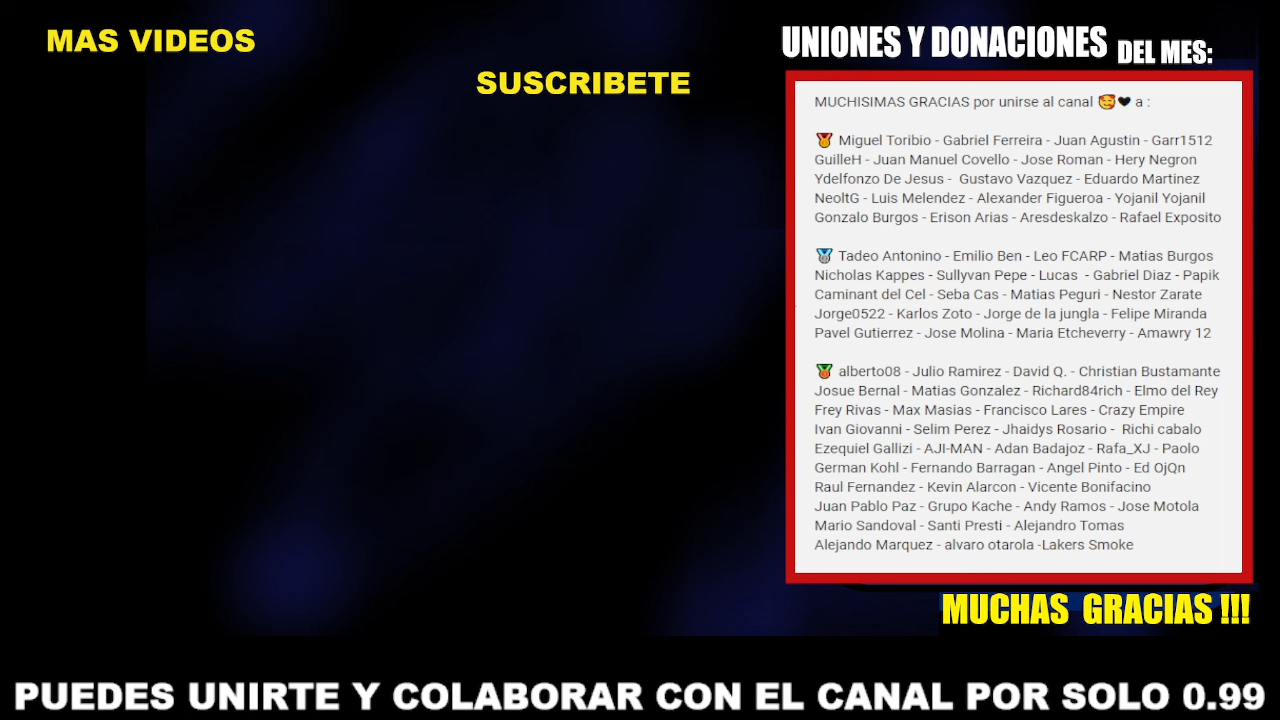 MAS VIDEOS
SUSCRIBETE
UNIONES Y DONACIONES DEL MES:
MUCHISIMAS GRACIAS por unirse al canal 🥰🖤 a :
🏅 Miguel Toribio - Gabriel Ferreira - Juan Agustin - Garr1512
GuilleH - Juan Manuel Covello - Jose Roman - Hery Negron
Ydelfonzo De Jesus - Gustavo Vazquez - Eduardo Martinez
NeoltG - Luis Melendez - Alexander Figueroa - Yojanil Yojanil
Gonzalo Burgos - Erison Arias - Aresdeskalzo - Rafael Exposito
🥈 Tadeo Antonino - Emilio Ben - Leo FCARP - Matias Burgos
Nicholas Kappes - Sullyvan Pepe - Lucas - Gabriel Diaz - Papik
Caminant del Cel - Seba Cas - Matias Peguri - Nestor Zarate
Jorge0522 - Karlos Zoto - Jorge de la jungla - Felipe Miranda
Pavel Gutierrez - Jose Molina - Maria Etcheverry - Amawry 12
🥉 alberto08 - Julio Ramirez - David Q. - Christian Bustamante
Josue Bernal - Matias Gonzalez - Richard84rich - Elmo del Rey
Frey Rivas - Max Masias - Francisco Lares - Crazy Empire
Ivan Giovanni - Selim Perez - Jhaidys Rosario - Richi cabalo
Ezequiel Gallizi - AJI-MAN - Adan Badajoz - Rafa_XJ - Paolo
German Kohl - Fernando Barragan - Angel Pinto - Ed OjQn
Raul Fernandez - Kevin Alarcon - Vicente Bonifacino
Juan Pablo Paz - Grupo Kache - Andy Ramos - Jose Motola
Mario Sandoval - Santi Presti - Alejandro Tomas
Alejando Marquez - alvaro otarola -Lakers Smoke
MUCHAS GRACIAS !!!
PUEDES UNIRTE Y COLABORAR CON EL CANAL POR SOLO 0.99